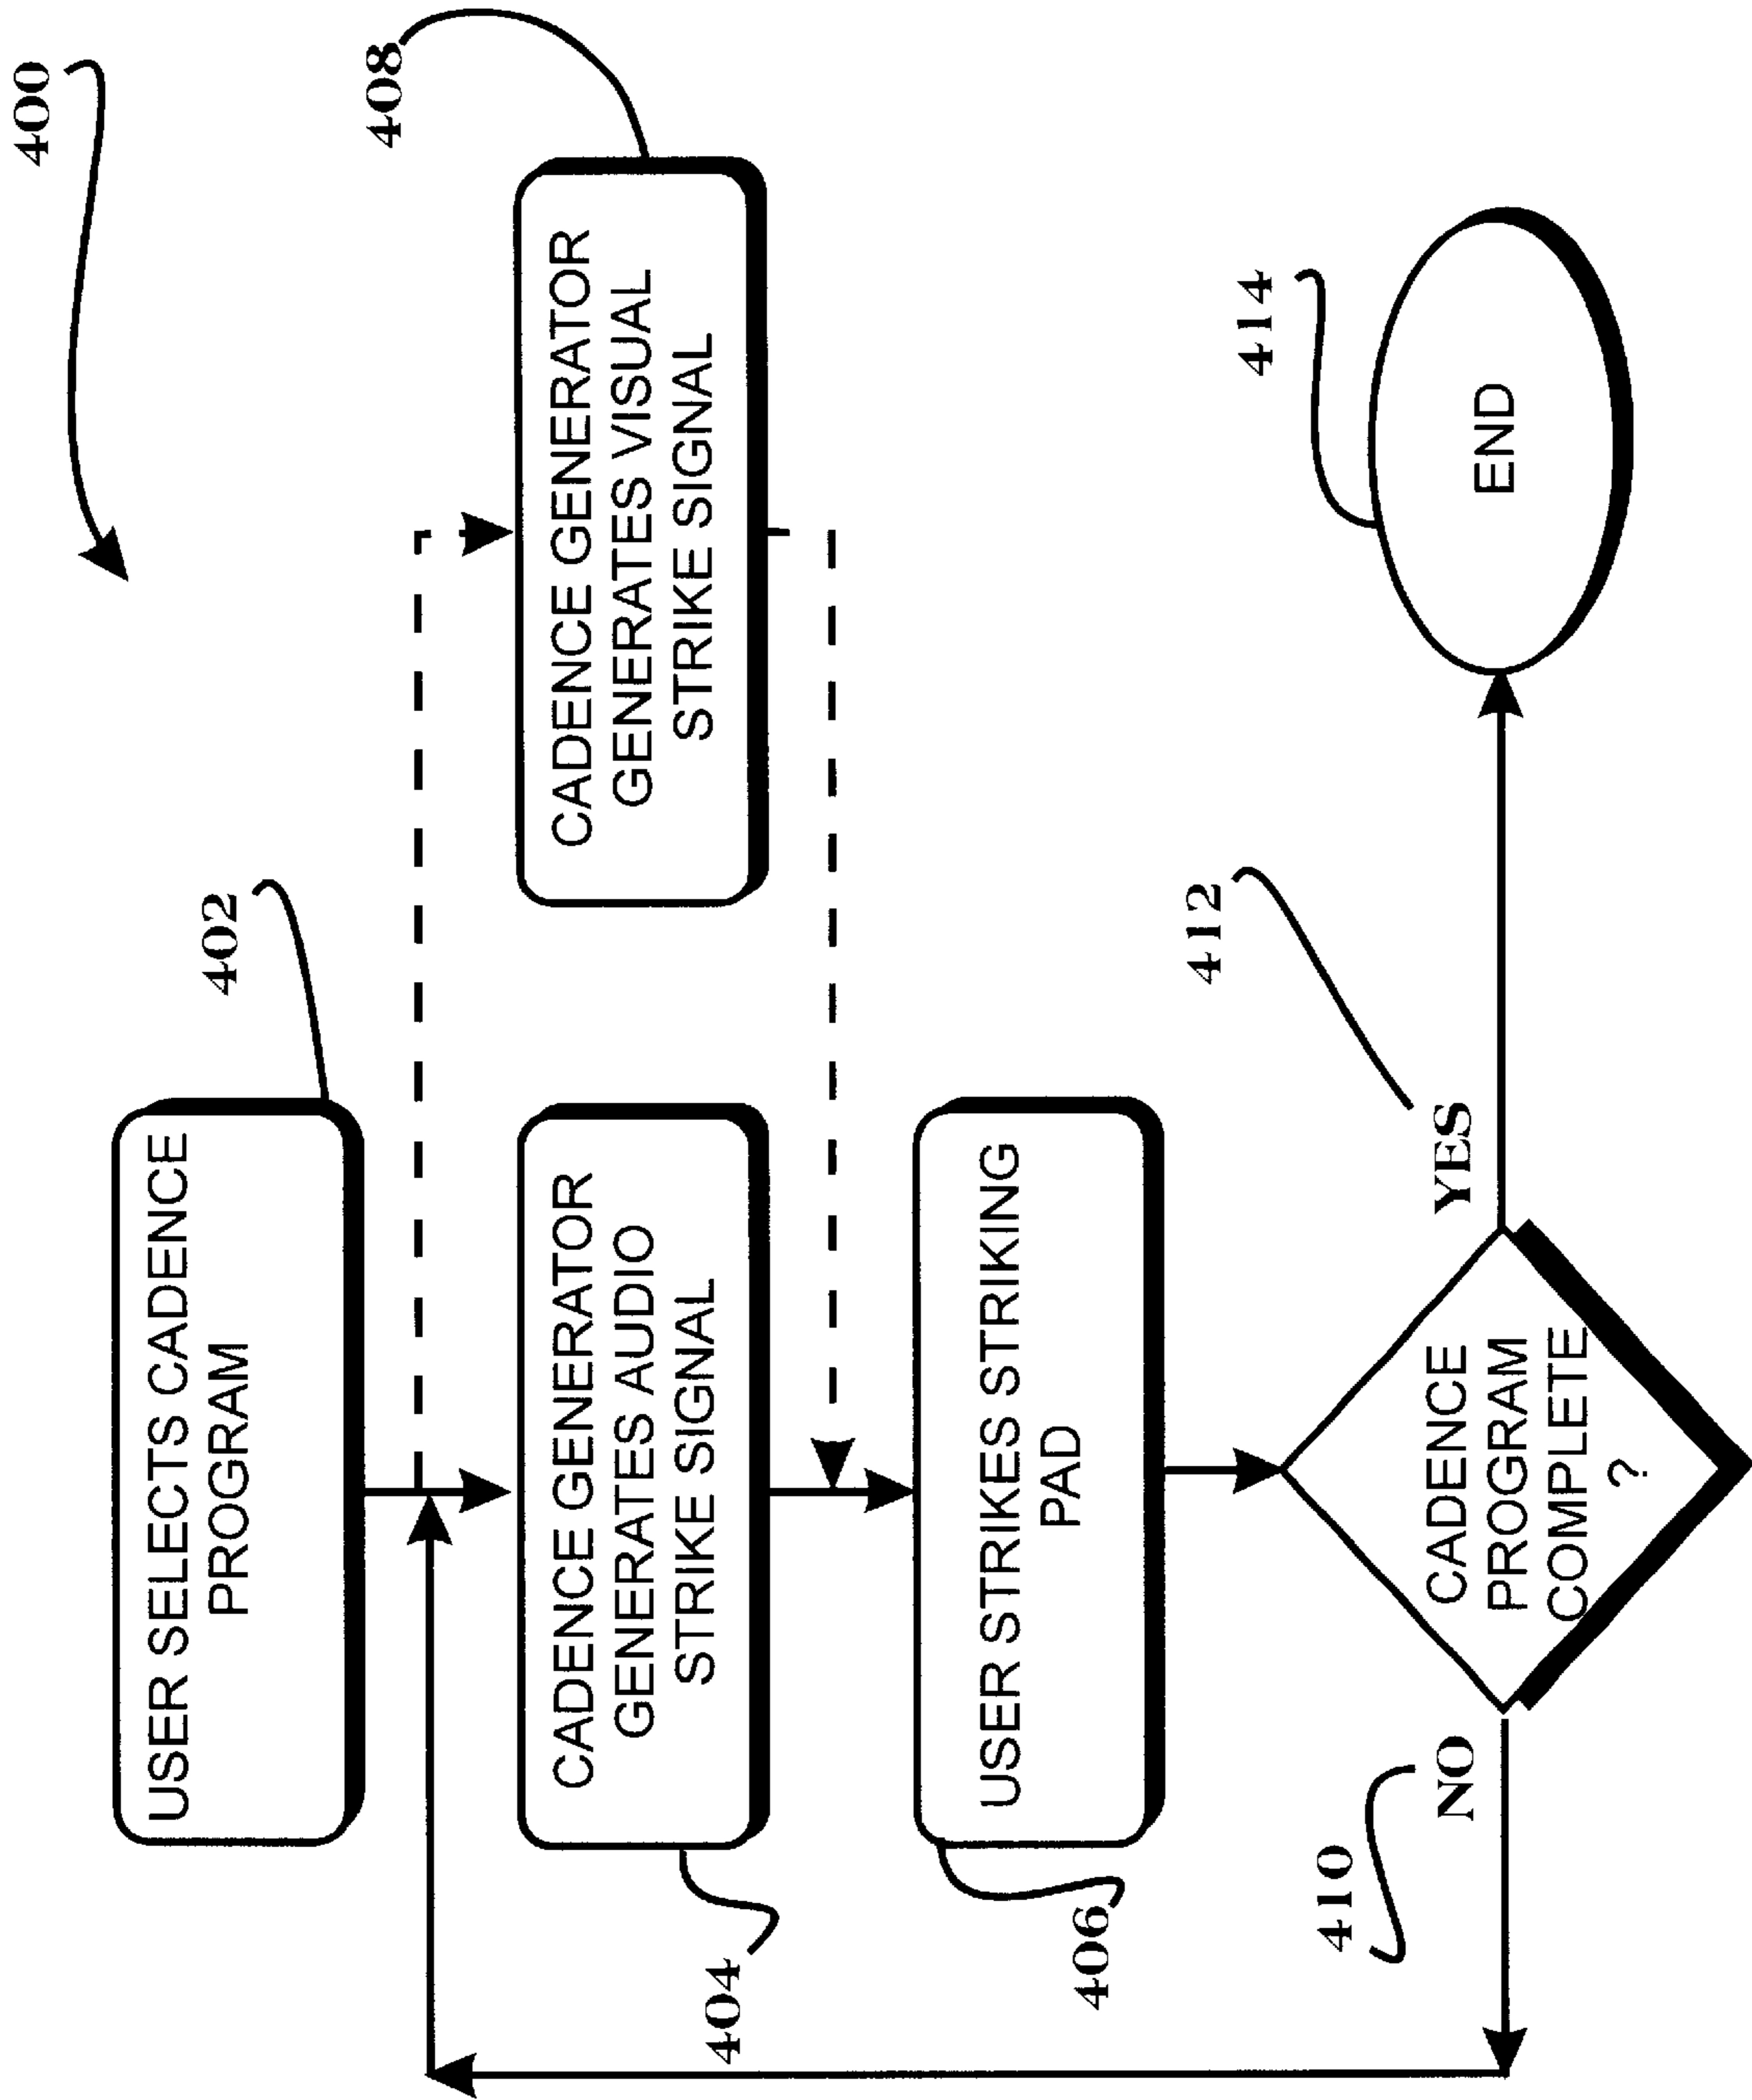 400
402
USER SELECTS CADENCE
PROGRAM
408
CADENCE GENERATOR
GENERATES AUDIO
STRIKE SIGNAL
404
CADENCE GENERATOR
GENERATES VISUAL
STRIKE SIGNAL
USER STRIKES STRIKING
PAD
406
412
414
410
NO
CADENCE
PROGRAM
COMPLETE
?
YES
END